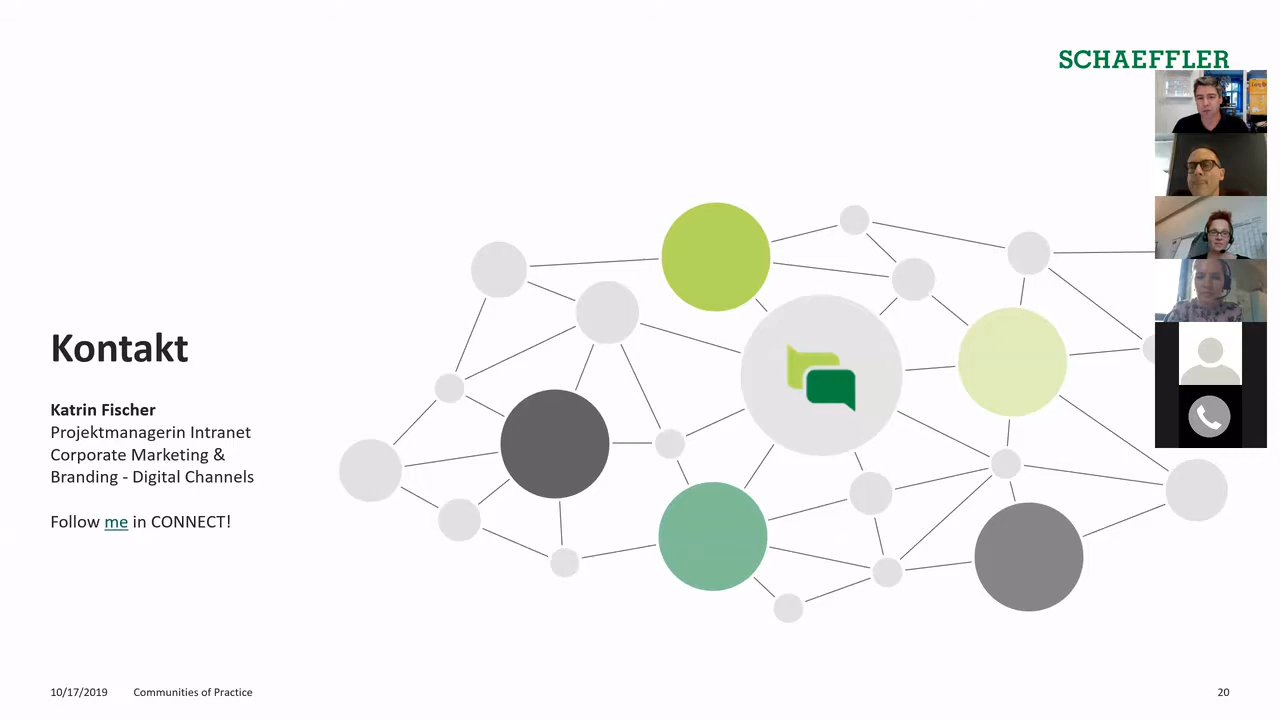 SCHAEFFLER
Kontakt
Katrin Fischer
Projektmanagerin Intranet
Corporate Marketing &
Branding - Digital Channels
Follow me in CONNECT!
10/17/2019 Communities of Practice 20